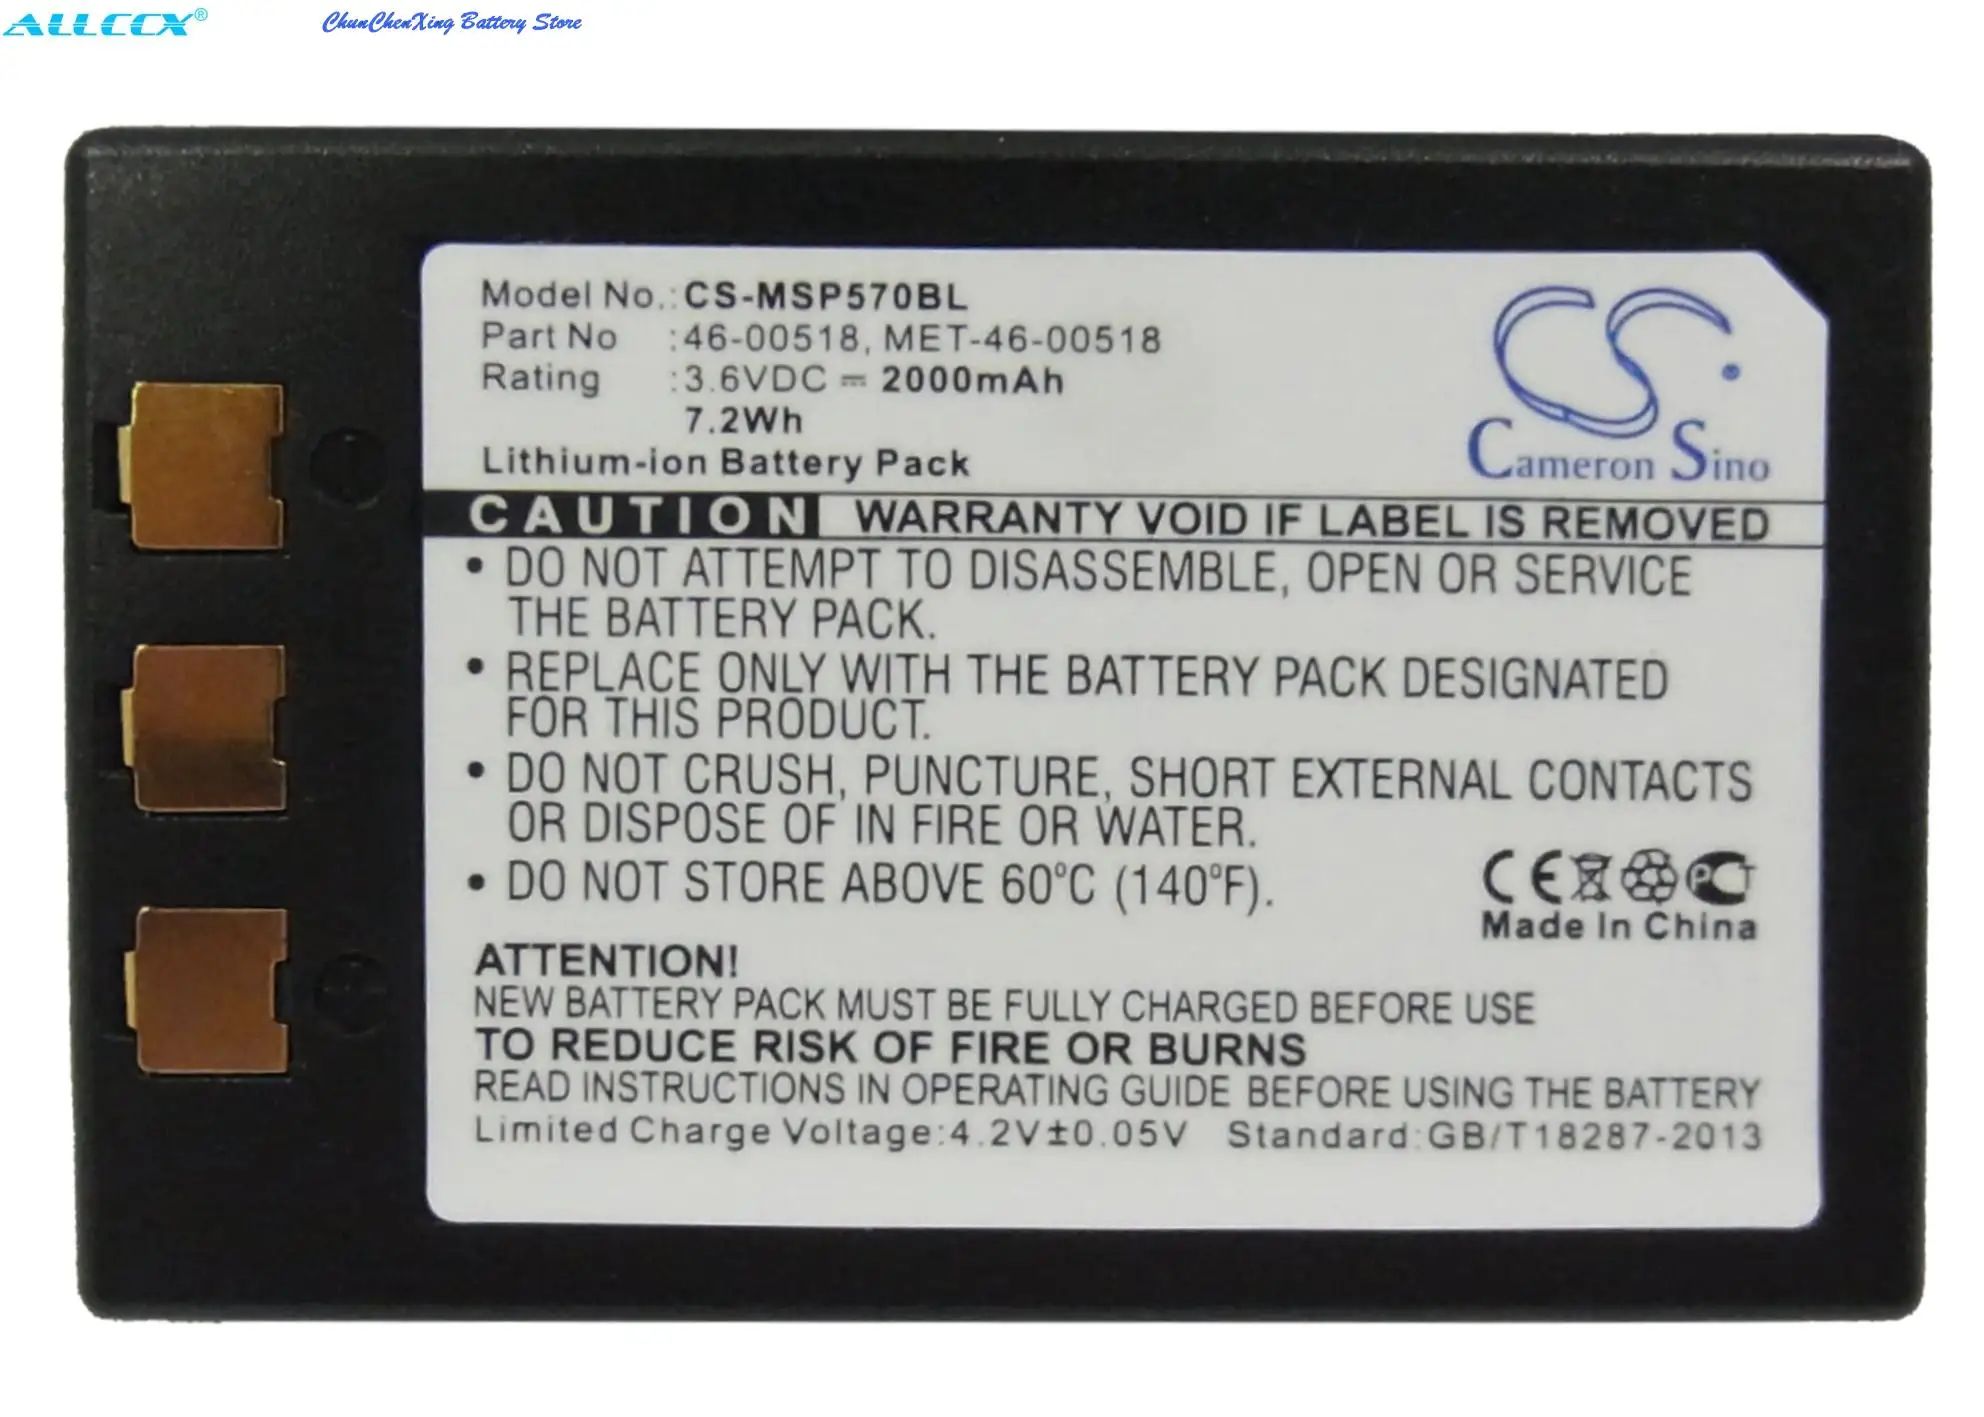 ALLCCX®
ChunChenXing Battery Store
Model No.:CS-MSP570BL
Part No :46-00518, MET-46-00518
Rating :3.6VDC ⎓ 2000mAh
7.2Wh
Lithium-ion Battery Pack
CS
Cameron Sino
CAUTION WARRANTY VOID IF LABEL IS REMOVED
• DO NOT ATTEMPT TO DISASSEMBLE, OPEN OR SERVICE
THE BATTERY PACK.
• REPLACE ONLY WITH THE BATTERY PACK DESIGNATED
FOR THIS PRODUCT.
• DO NOT CRUSH, PUNCTURE, SHORT EXTERNAL CONTACTS
OR DISPOSE OF IN FIRE OR WATER.
• DO NOT STORE ABOVE 60°C (140°F).
CE PCT
Made In China
ATTENTION!
NEW BATTERY PACK MUST BE FULLY CHARGED BEFORE USE
TO REDUCE RISK OF FIRE OR BURNS
READ INSTRUCTIONS IN OPERATING GUIDE BEFORE USING THE BATTERY
Limited Charge Voltage:4.2V±0.05V Standard:GB/T18287-2013